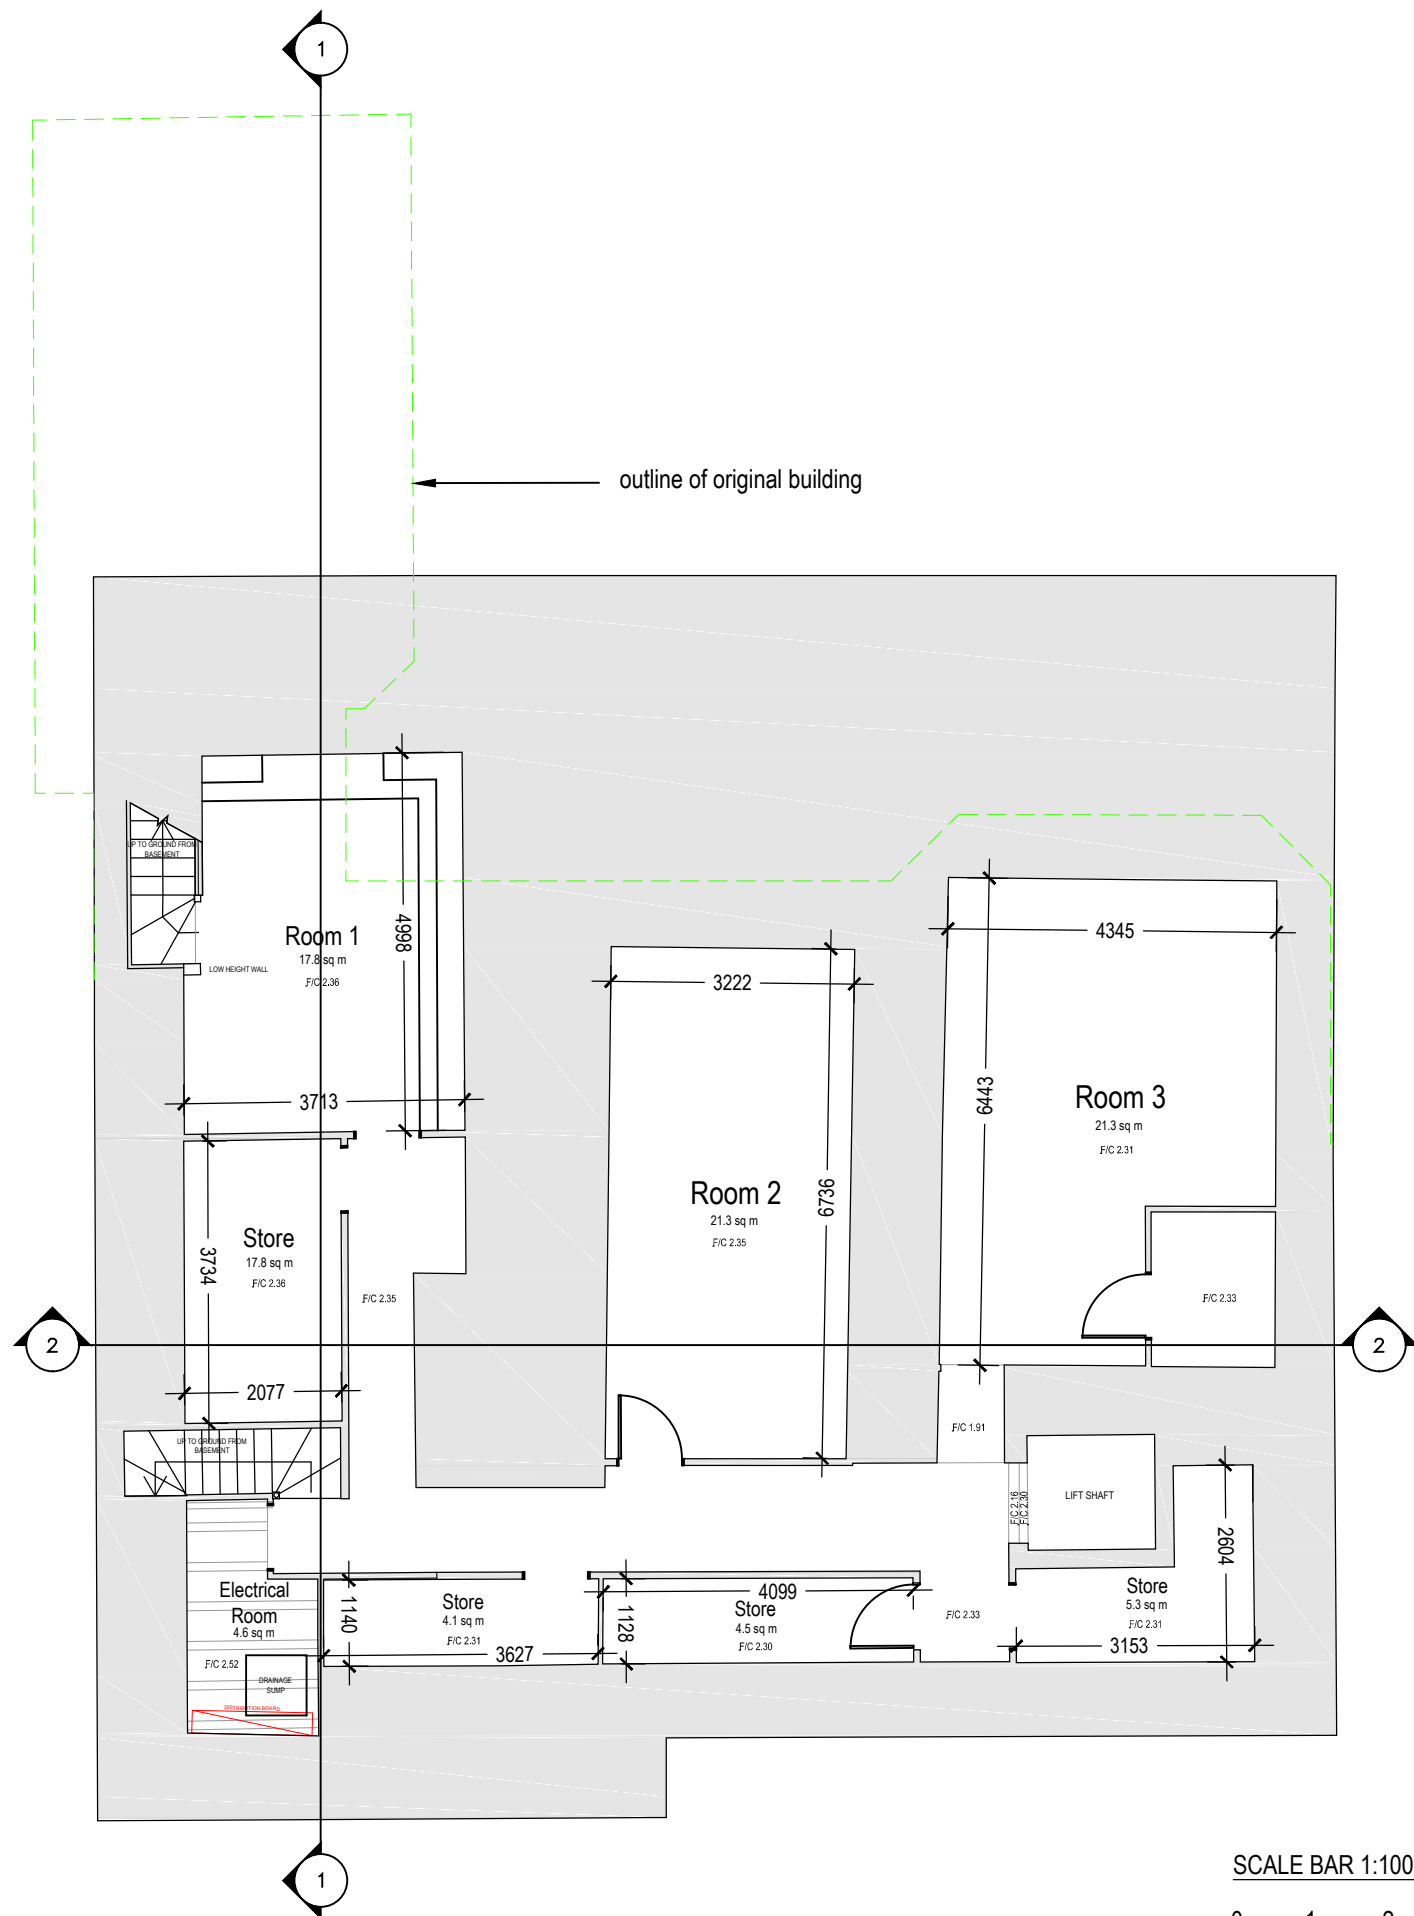 1
outline of original building
UP TO GROUND FROM
BASEMENT
Room 1
17.8 sq m
F/C 2.36
LOW HEIGHT WALL
4998
3713
3222
Room 2
21.3 sq m
F/C 2.35
6736
4345
6443
Room 3
21.3 sq m
F/C 2.31
F/C 2.33
Store
17.8 sq m
F/C 2.36
3734
2077
F/C 2.35
2
2
UP TO GROUND FROM
BASEMENT
F/C 1.91
F/C 2.16
F/C 2.30
LIFT SHAFT
2604
Electrical
Room
4.6 sq m
F/C 2.52
DRAINAGE
SUMP
DISTRIBUTION BOARD
1140
Store
4.1 sq m
F/C 2.31
3627
1128
4099
Store
4.5 sq m
F/C 2.30
F/C 2.33
Store
5.3 sq m
F/C 2.31
3153
1
SCALE BAR 1:100
0 1 2